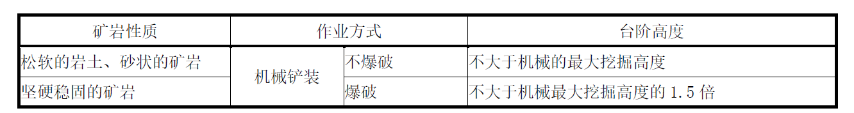 矿岩性质 作业方式 台阶高度
松软的岩土、砂状的矿岩 机械铲装 不爆破 不大于机械的最大挖掘高度
坚硬稳固的矿岩 爆破 不大于机械最大挖掘高度的 1.5 倍